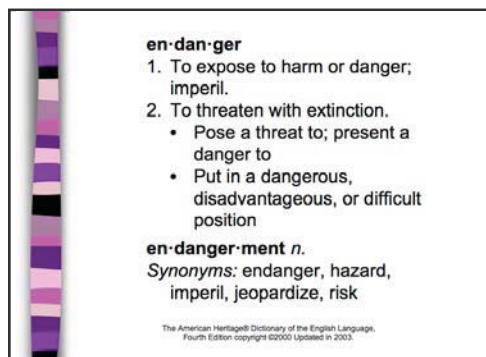 en·dan·ger
1. To expose to harm or danger;
imperil.
2. To threaten with extinction.
• Pose a threat to; present a
danger to
• Put in a dangerous,
disadvantageous, or difficult
position
en·danger·ment n.
Synonyms: endanger, hazard,
imperil, jeopardize, risk
The American Heritage® Dictionary of the English Language,
Fourth Edition copyright ©2000 Updated in 2003.